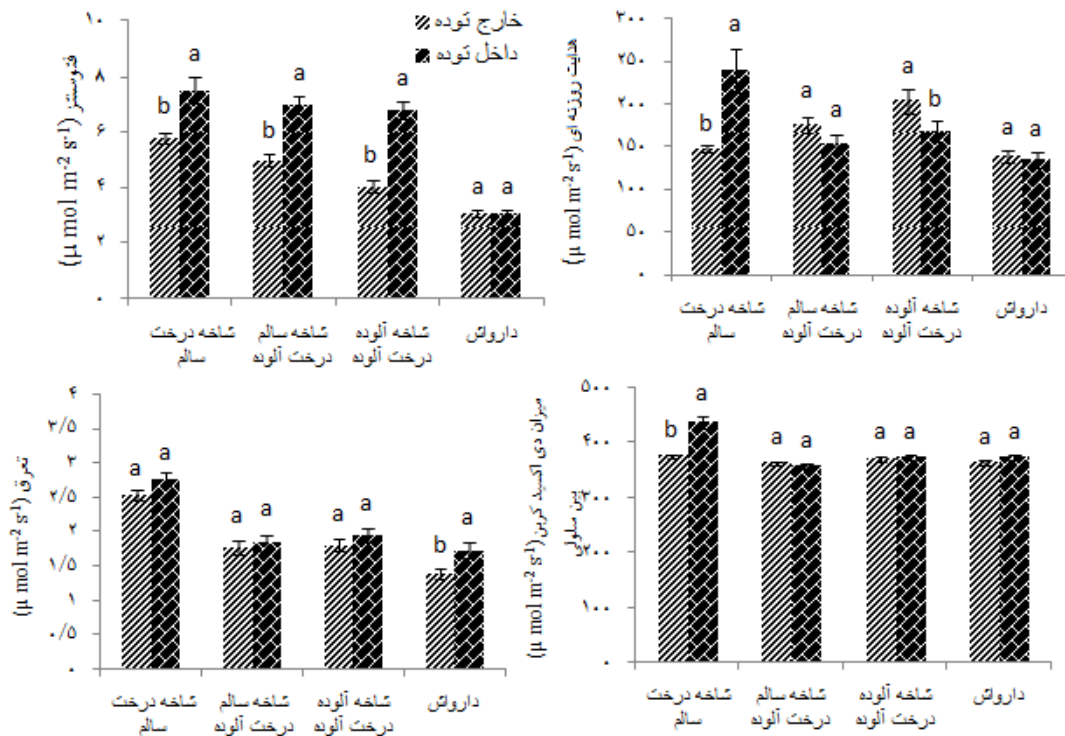 فتوسنتز (µ mol m⁻² s⁻¹)
۱۰
۸
۶
۴
۲
۰
خارج توده
داخل توده
b a
b a
b a
a a
شاخه درخت سالم
شاخه سالم درخت آلوده
شاخه آلوده درخت آلوده
دارواش
هدایت روزنه ای (µ mol m⁻² s⁻¹)
۳۰۰
۲۵۰
۲۰۰
۱۵۰
۱۰۰
۵۰
۰
b a
a a
a b
a a
شاخه درخت سالم
شاخه سالم درخت آلوده
شاخه آلوده درخت آلوده
دارواش
تعرق (µ mol m⁻² s⁻¹)
۴
۳/۵
۳
۲/۵
۲
۱/۵
۱
۰/۵
۰
a a
a a
a a
b a
شاخه درخت سالم
شاخه سالم درخت آلوده
شاخه آلوده درخت آلوده
دارواش
میزان دی اکسید کربن بین سلولی (µ mol m⁻² s⁻¹)
۵۰۰
۴۰۰
۳۰۰
۲۰۰
۱۰۰
۰
b a
a a
a a
a a
شاخه درخت سالم
شاخه سالم درخت آلوده
شاخه آلوده درخت آلوده
دارواش